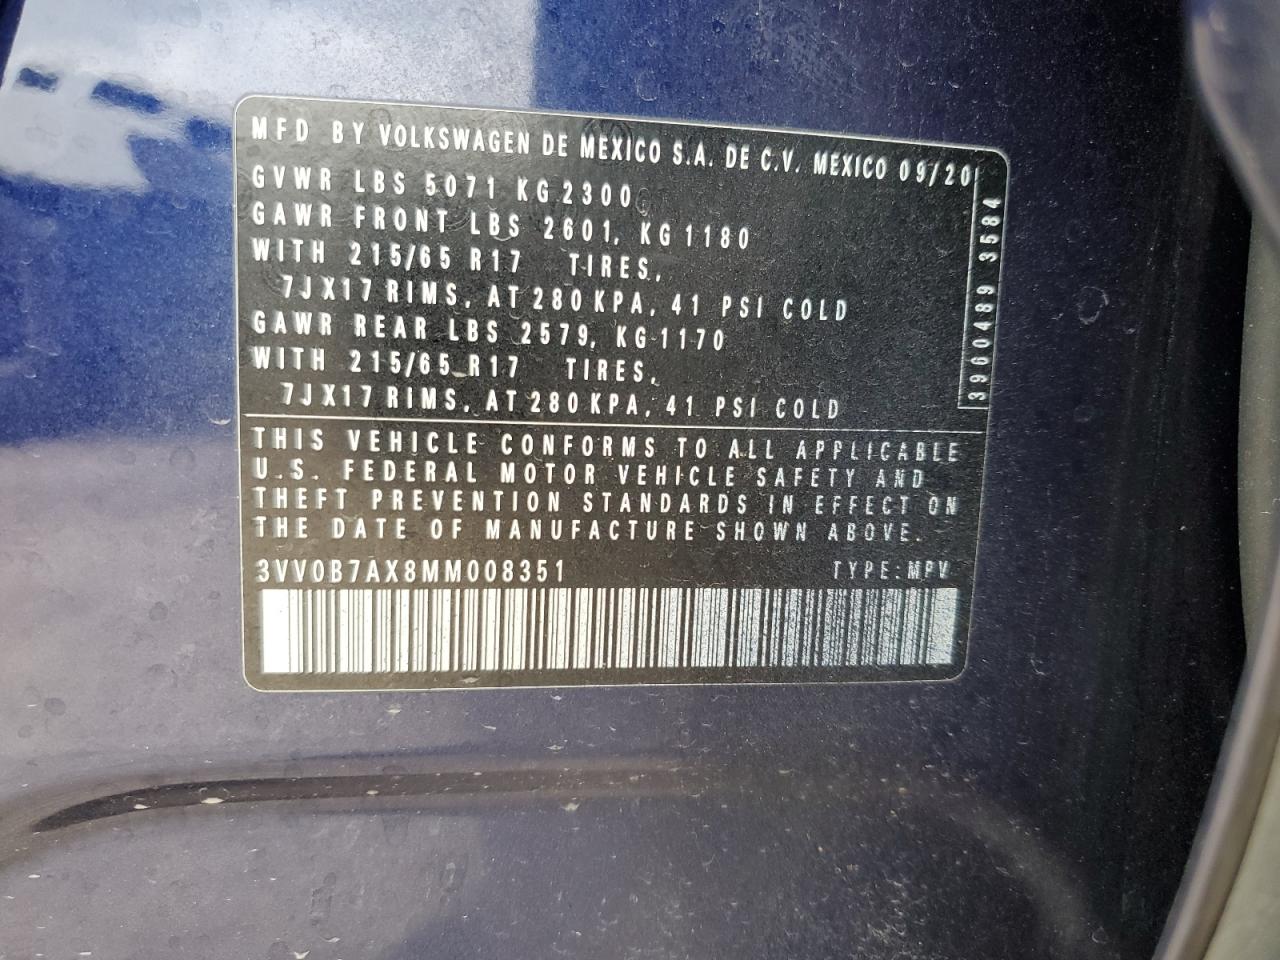 MFD BY VOLKSWAGEN DE MEXICO S.A. DE C.V. MEXICO 09/20
GVWR LBS 5071 KG 2300
GAWR FRONT LBS 2601, KG 1180
WITH 215/65 R17 TIRES,
7JX17 RIMS, AT 280 KPA, 41 PSI COLD
GAWR REAR LBS 2579, KG 1170
WITH 215/65 R17 TIRES,
7JX17 RIMS, AT 280 KPA, 41 PSI COLD
3960489 3584
THIS VEHICLE CONFORMS TO ALL APPLICABLE
U.S. FEDERAL MOTOR VEHICLE SAFETY AND
THEFT PREVENTION STANDARDS IN EFFECT ON
THE DATE OF MANUFACTURE SHOWN ABOVE.
3VV0B7AX8MM008351 TYPE: MPV